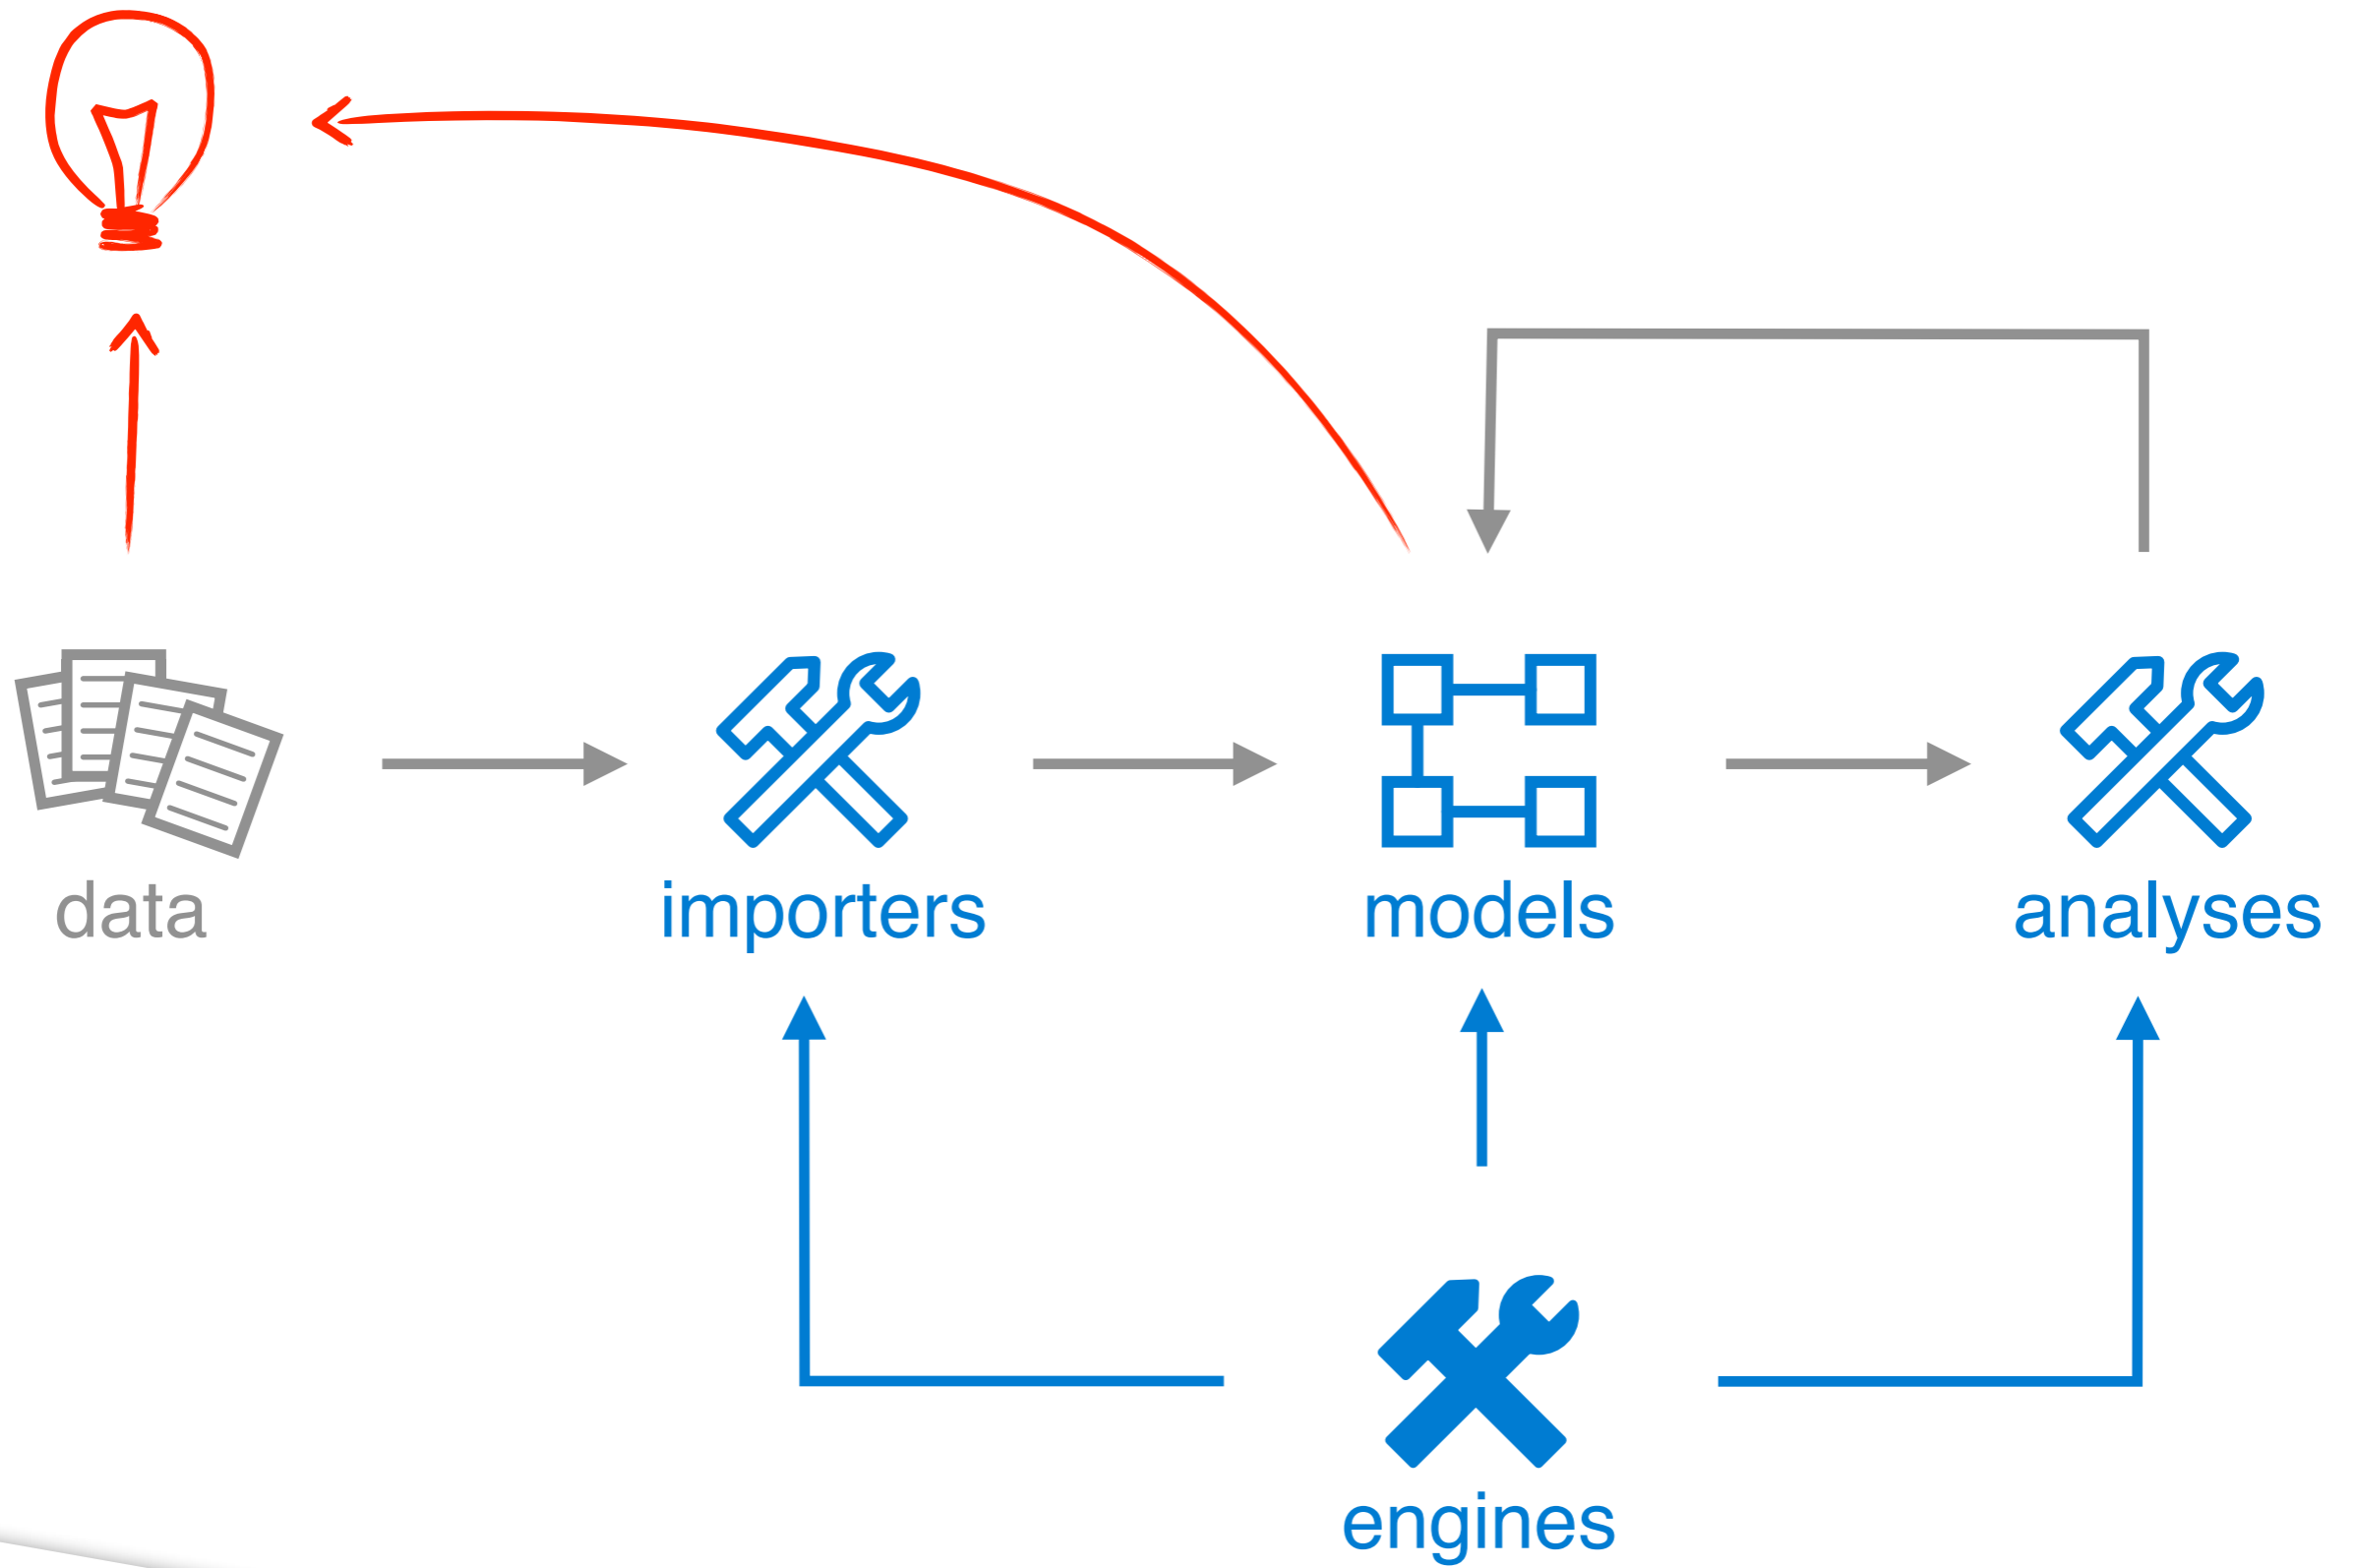 data
importers
models
analyses
engines